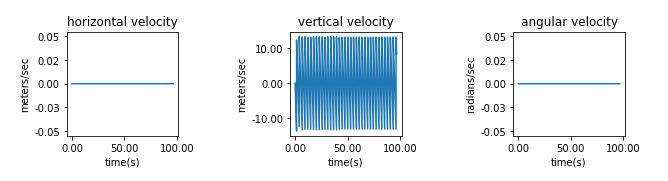 horizontal velocity
meters/sec
0.05
0.02
0.00
-0.03
-0.05
0.00 50.00 100.00
time(s)
vertical velocity
meters/sec
10.00
0.00
-10.00
0.00 50.00 100.00
time(s)
angular velocity
radians/sec
0.05
0.02
0.00
-0.03
-0.05
0.00 50.00 100.00
time(s)